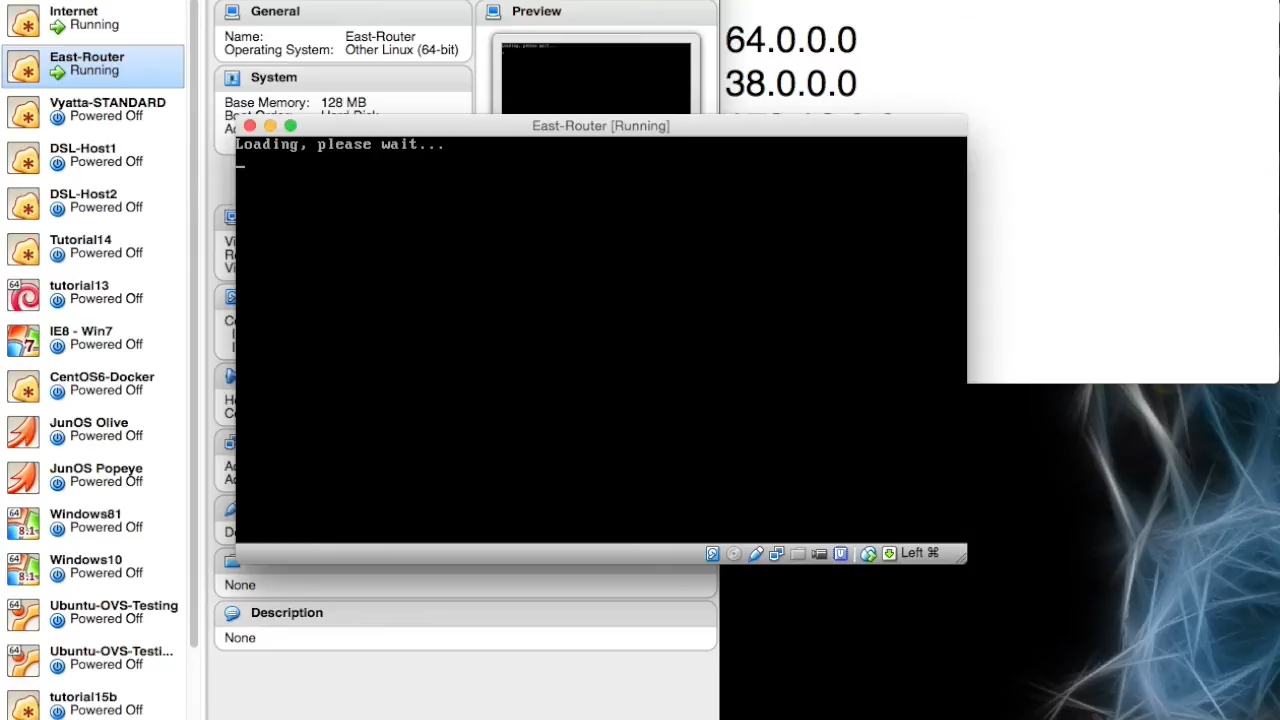 Internet
Running
East-Router
Running
Vyatta-STANDARD
Powered Off
DSL-Host1
Powered Off
DSL-Host2
Powered Off
Tutorial14
Powered Off
tutorial13
Powered Off
IE8 - Win7
Powered Off
CentOS6-Docker
Powered Off
JunOS Olive
Powered Off
JunOS Popeye
Powered Off
Windows81
Powered Off
Windows10
Powered Off
Ubuntu-OVS-Testing
Powered Off
Ubuntu-OVS-Testi...
Powered Off
tutorial15b
Powered Off
General
Name: East-Router
Operating System: Other Linux (64-bit)
System
Base Memory: 128 MB
Preview
Loading, please wait...
64.0.0.0
38.0.0.0
East-Router [Running]
Loading, please wait...
Left ⌘
None
Description
None